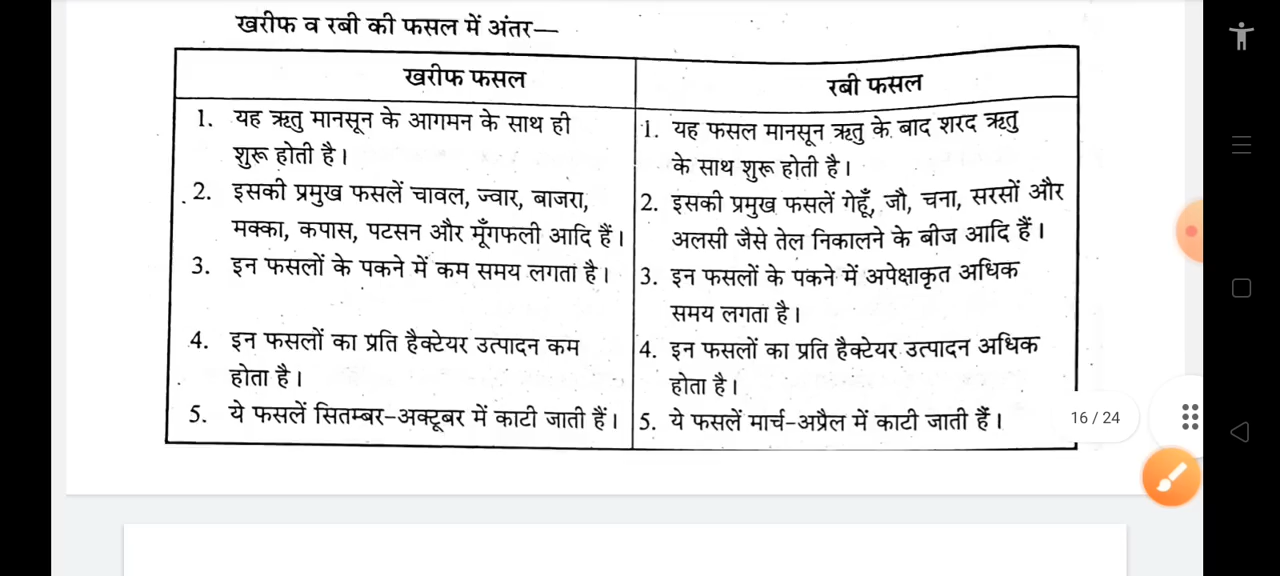 खरीफ व रबी की फसल में अंतर—
खरीफ फसल
रबी फसल
1. यह ऋतु मानसून के आगमन के साथ ही
शुरू होती है।
2. इसकी प्रमुख फसलें चावल, ज्वार, बाजरा,
मक्का, कपास, पटसन और मूँगफली आदि हैं।
3. इन फसलों के पकने में कम समय लगता है।
4. इन फसलों का प्रति हैक्टेयर उत्पादन कम
होता है।
5. ये फसलें सितम्बर-अक्टूबर में काटी जाती हैं।
1. यह फसल मानसून ऋतु के बाद शरद ऋतु
के साथ शुरू होती है।
2. इसकी प्रमुख फसलें गेहूँ, जौ, चना, सरसों और
अलसी जैसे तेल निकालने के बीज आदि हैं।
3. इन फसलों के पकने में अपेक्षाकृत अधिक
समय लगता है।
4. इन फसलों का प्रति हैक्टेयर उत्पादन अधिक
होता है।
5. ये फसलें मार्च-अप्रैल में काटी जाती हैं।
16 / 24